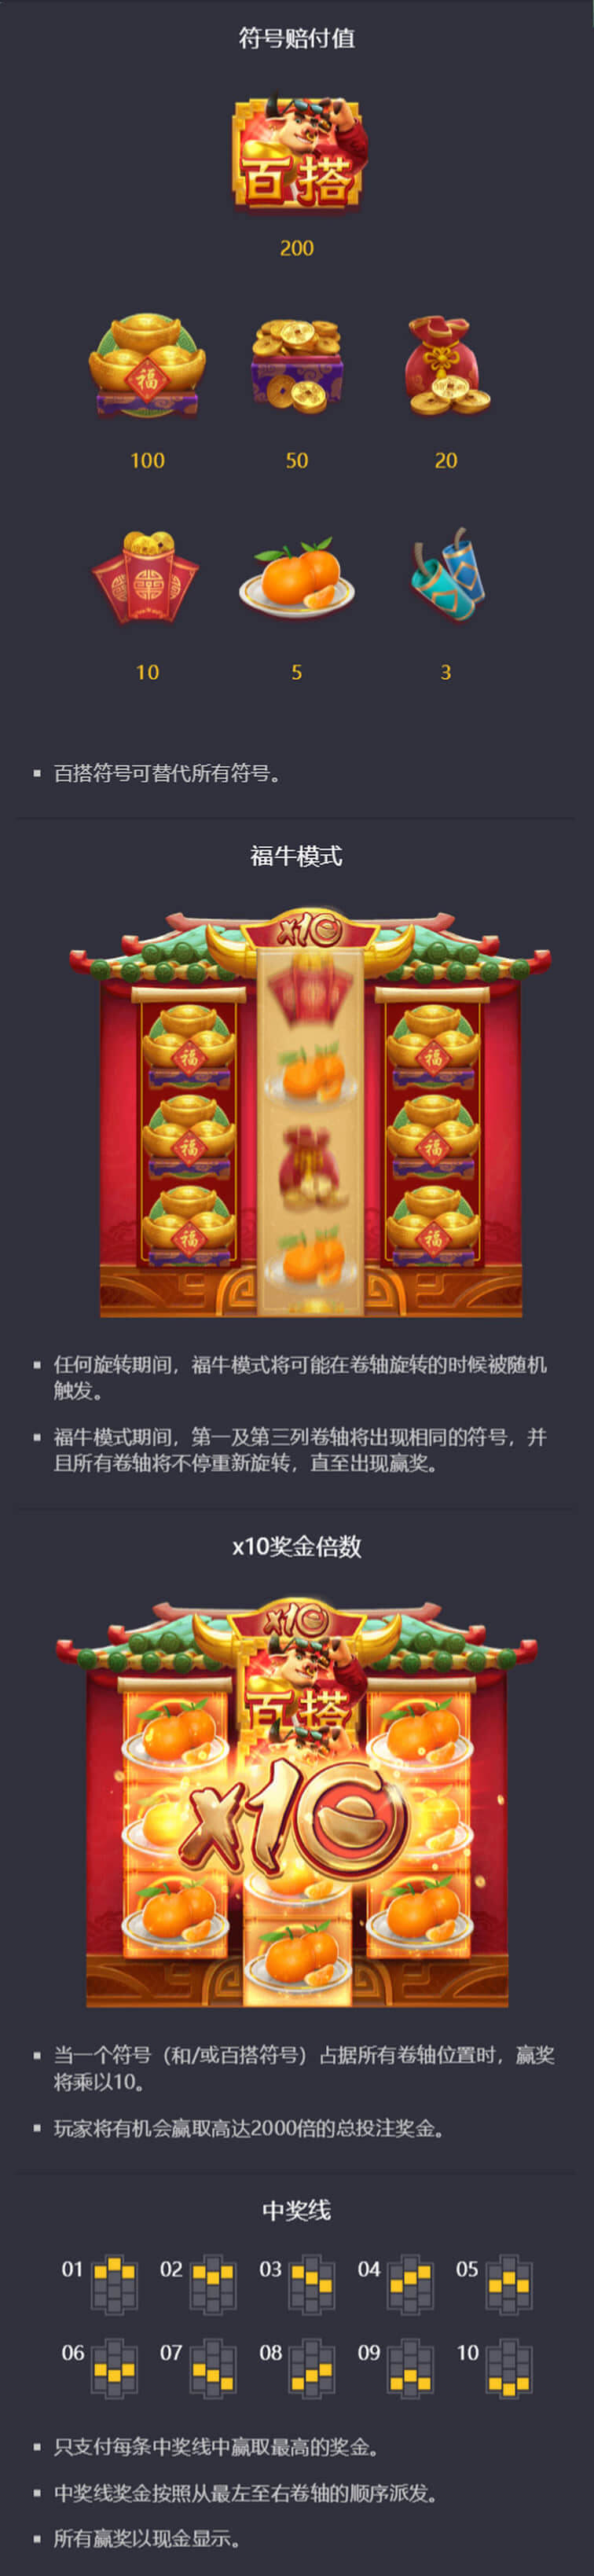 符号赔付值
百搭
200
福
100
50
20
10
5
3
百搭符号可替代所有符号。
福牛模式
x10
福
福
福
福
福
福
任何旋转期间，福牛模式将可能在卷轴旋转的时候被随机
触发。
福牛模式期间，第一及第三列卷轴将出现相同的符号，并
且所有卷轴将不停重新旋转，直至出现赢奖。
x10奖金倍数
x10
百搭
x10
当一个符号（和/或百搭符号）占据所有卷轴位置时，赢奖
将乘以10。
玩家将有机会赢取高达2000倍的总投注奖金。
中奖线
01 02 03 04 05
06 07 08 09 10
只支付每条中奖线中赢取最高的奖金。
中奖线奖金按照从最左至右卷轴的顺序派发。
所有赢奖以现金显示。